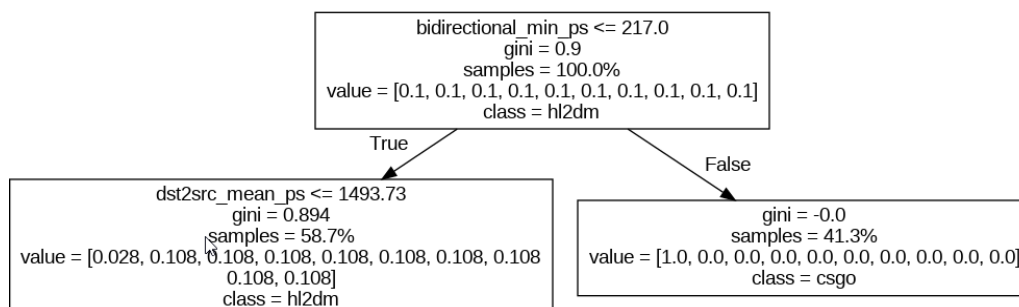 bidirectional_min_ps <= 217.0
gini = 0.9
samples = 100.0%
value = [0.1, 0.1, 0.1, 0.1, 0.1, 0.1, 0.1, 0.1, 0.1, 0.1]
class = hl2dm
True
False
dst2src_mean_ps <= 1493.73
gini = 0.894
samples = 58.7%
value = [0.028, 0.108, 0.108, 0.108, 0.108, 0.108, 0.108, 0.108
0.108, 0.108]
class = hl2dm
gini = -0.0
samples = 41.3%
value = [1.0, 0.0, 0.0, 0.0, 0.0, 0.0, 0.0, 0.0, 0.0, 0.0]
class = csgo